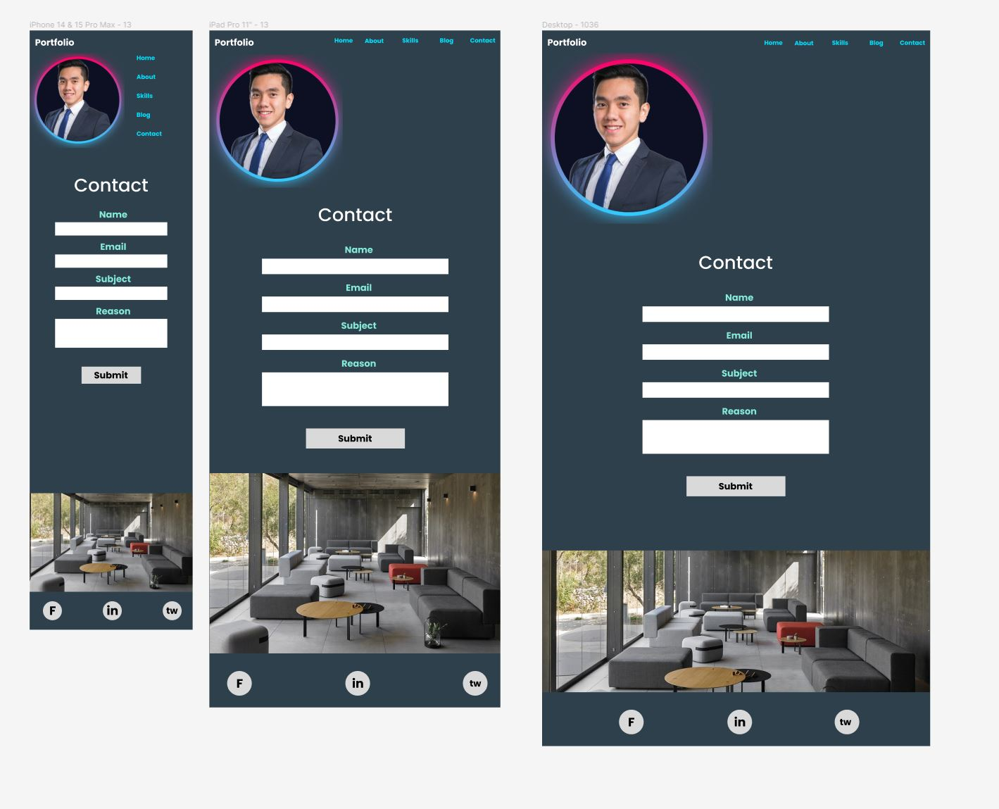 iPhone 14 & 15 Pro Max - 13
Portfolio
Home
About
Skills
Blog
Contact
Contact
Name
Email
Subject
Reason
Submit
F in tw
iPad Pro 11" - 13
Portfolio Home About Skills Blog Contact
Contact
Name
Email
Subject
Reason
Submit
F in tw
Desktop - 1036
Portfolio Home About Skills Blog Contact
Contact
Name
Email
Subject
Reason
Submit
F in tw